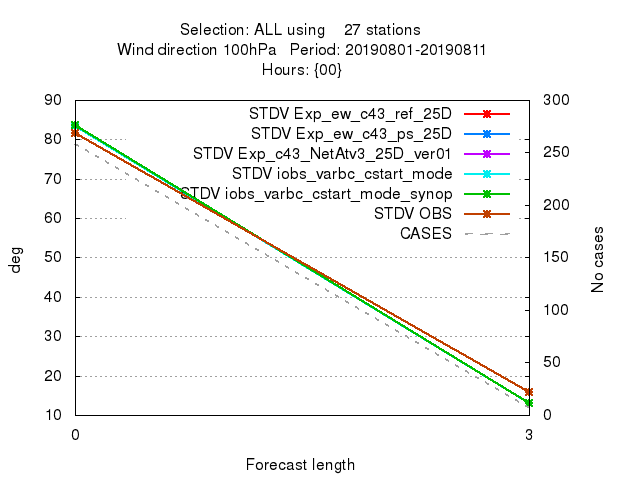 Selection: ALL using 27 stations
Wind direction 100hPa Period: 20190801-20190811
Hours: {00}
90 300
STDV Exp_ew_c43_ref_25D
STDV Exp_ew_c43_ps_25D
80
STDV Exp_c43_NetAtv3_25D_ver01
250
STDV iobs_varbc_cstart_mode
70
STDV iobs_varbc_cstart_mode_synop
60 200
STDV OBS
CASES
50 150
deg
No cases
40 100
30 50
20
10 0
0 3
Forecast length